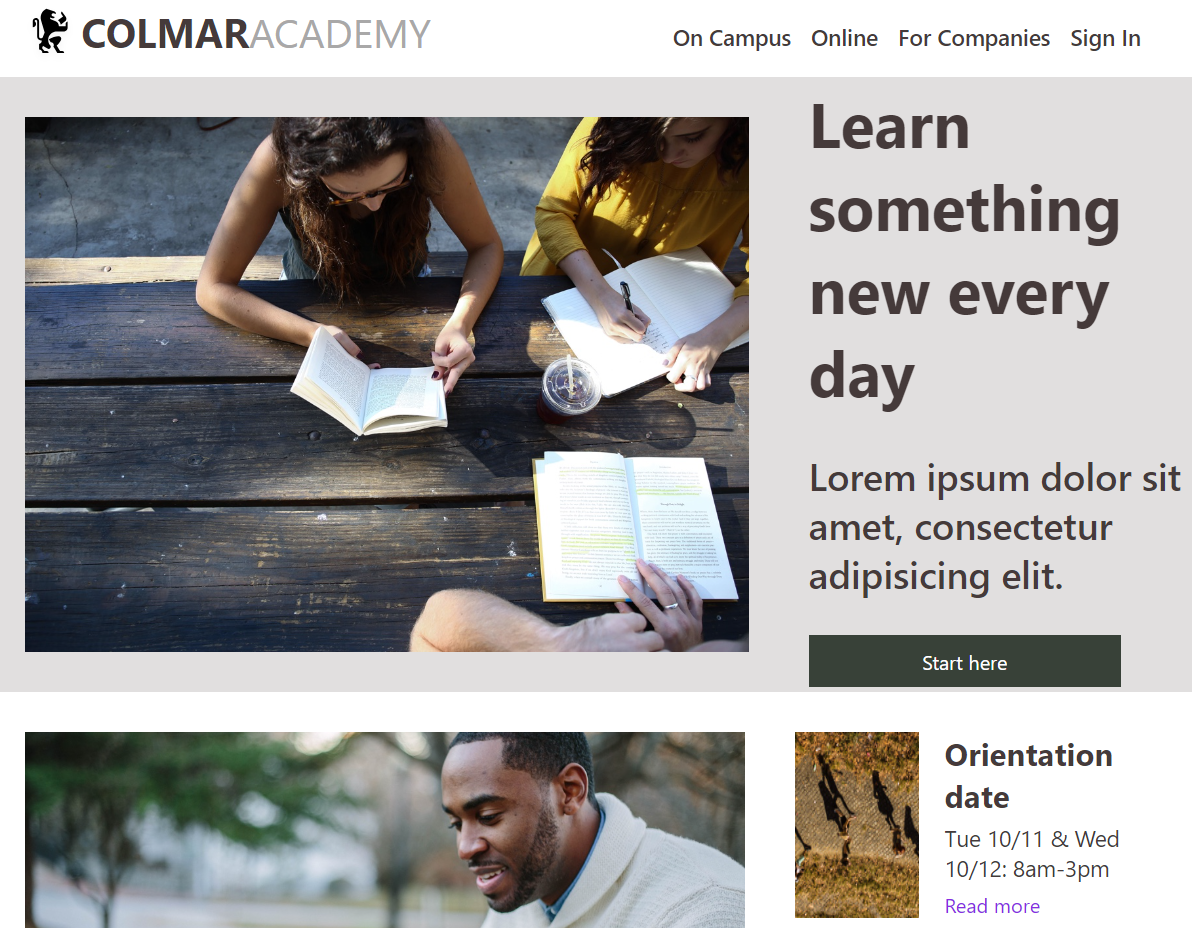 COLMARACADEMY
On Campus Online For Companies Sign In
Learn
something
new every
day
Lorem ipsum dolor sit
amet, consectetur
adipisicing elit.
Start here
Orientation
date
Tue 10/11 & Wed
10/12: 8am-3pm
Read more